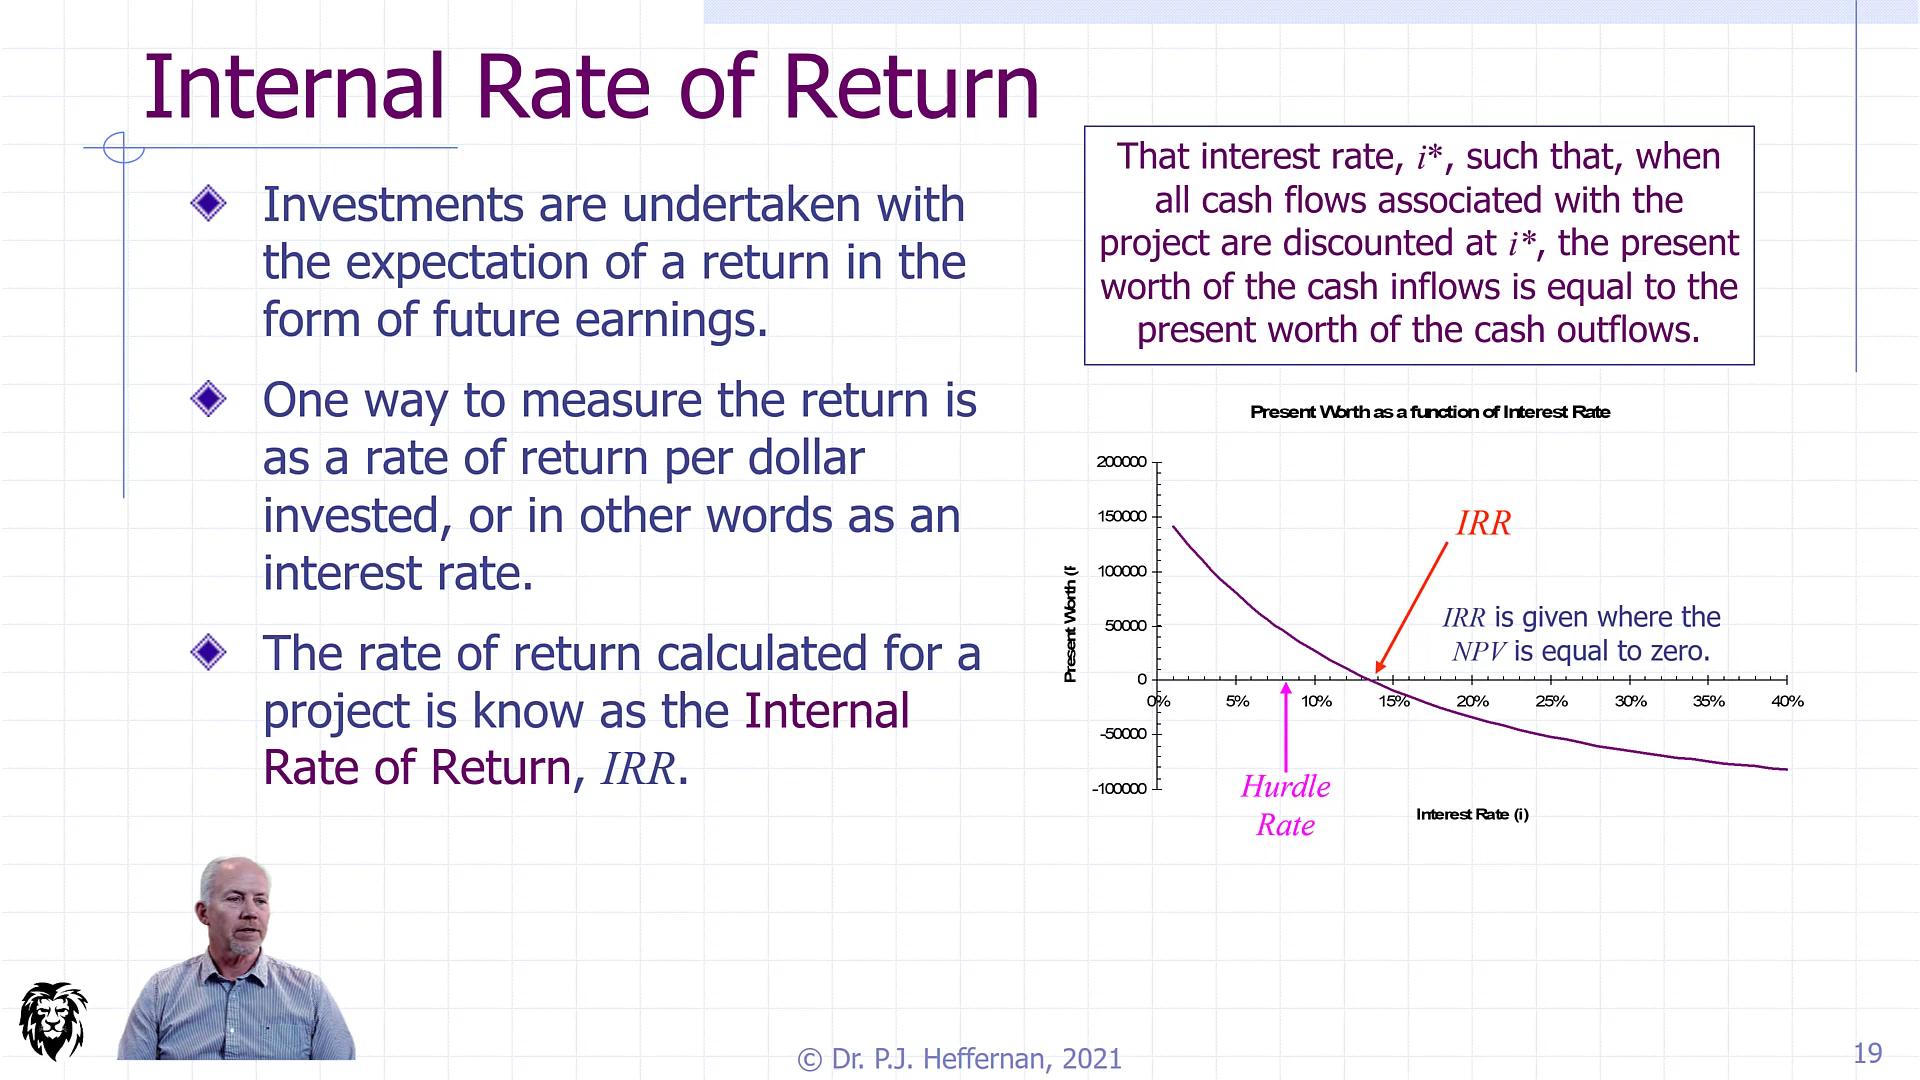 Internal Rate of Return
Investments are undertaken with
the expectation of a return in the
form of future earnings.
One way to measure the return is
as a rate of return per dollar
invested, or in other words as an
interest rate.
The rate of return calculated for a
project is know as the Internal
Rate of Return, IRR.
That interest rate, i*, such that, when
all cash flows associated with the
project are discounted at i*, the present
worth of the cash inflows is equal to the
present worth of the cash outflows.
Present Worth as a function of Interest Rate
Present Worth (
200000
150000
100000
50000
0
-50000
-100000
0% 5% 10% 15% 20% 25% 30% 35% 40%
IRR
IRR is given where the
NPV is equal to zero.
Hurdle
Rate
Interest Rate (i)
© Dr. P.J. Heffernan, 2021
19